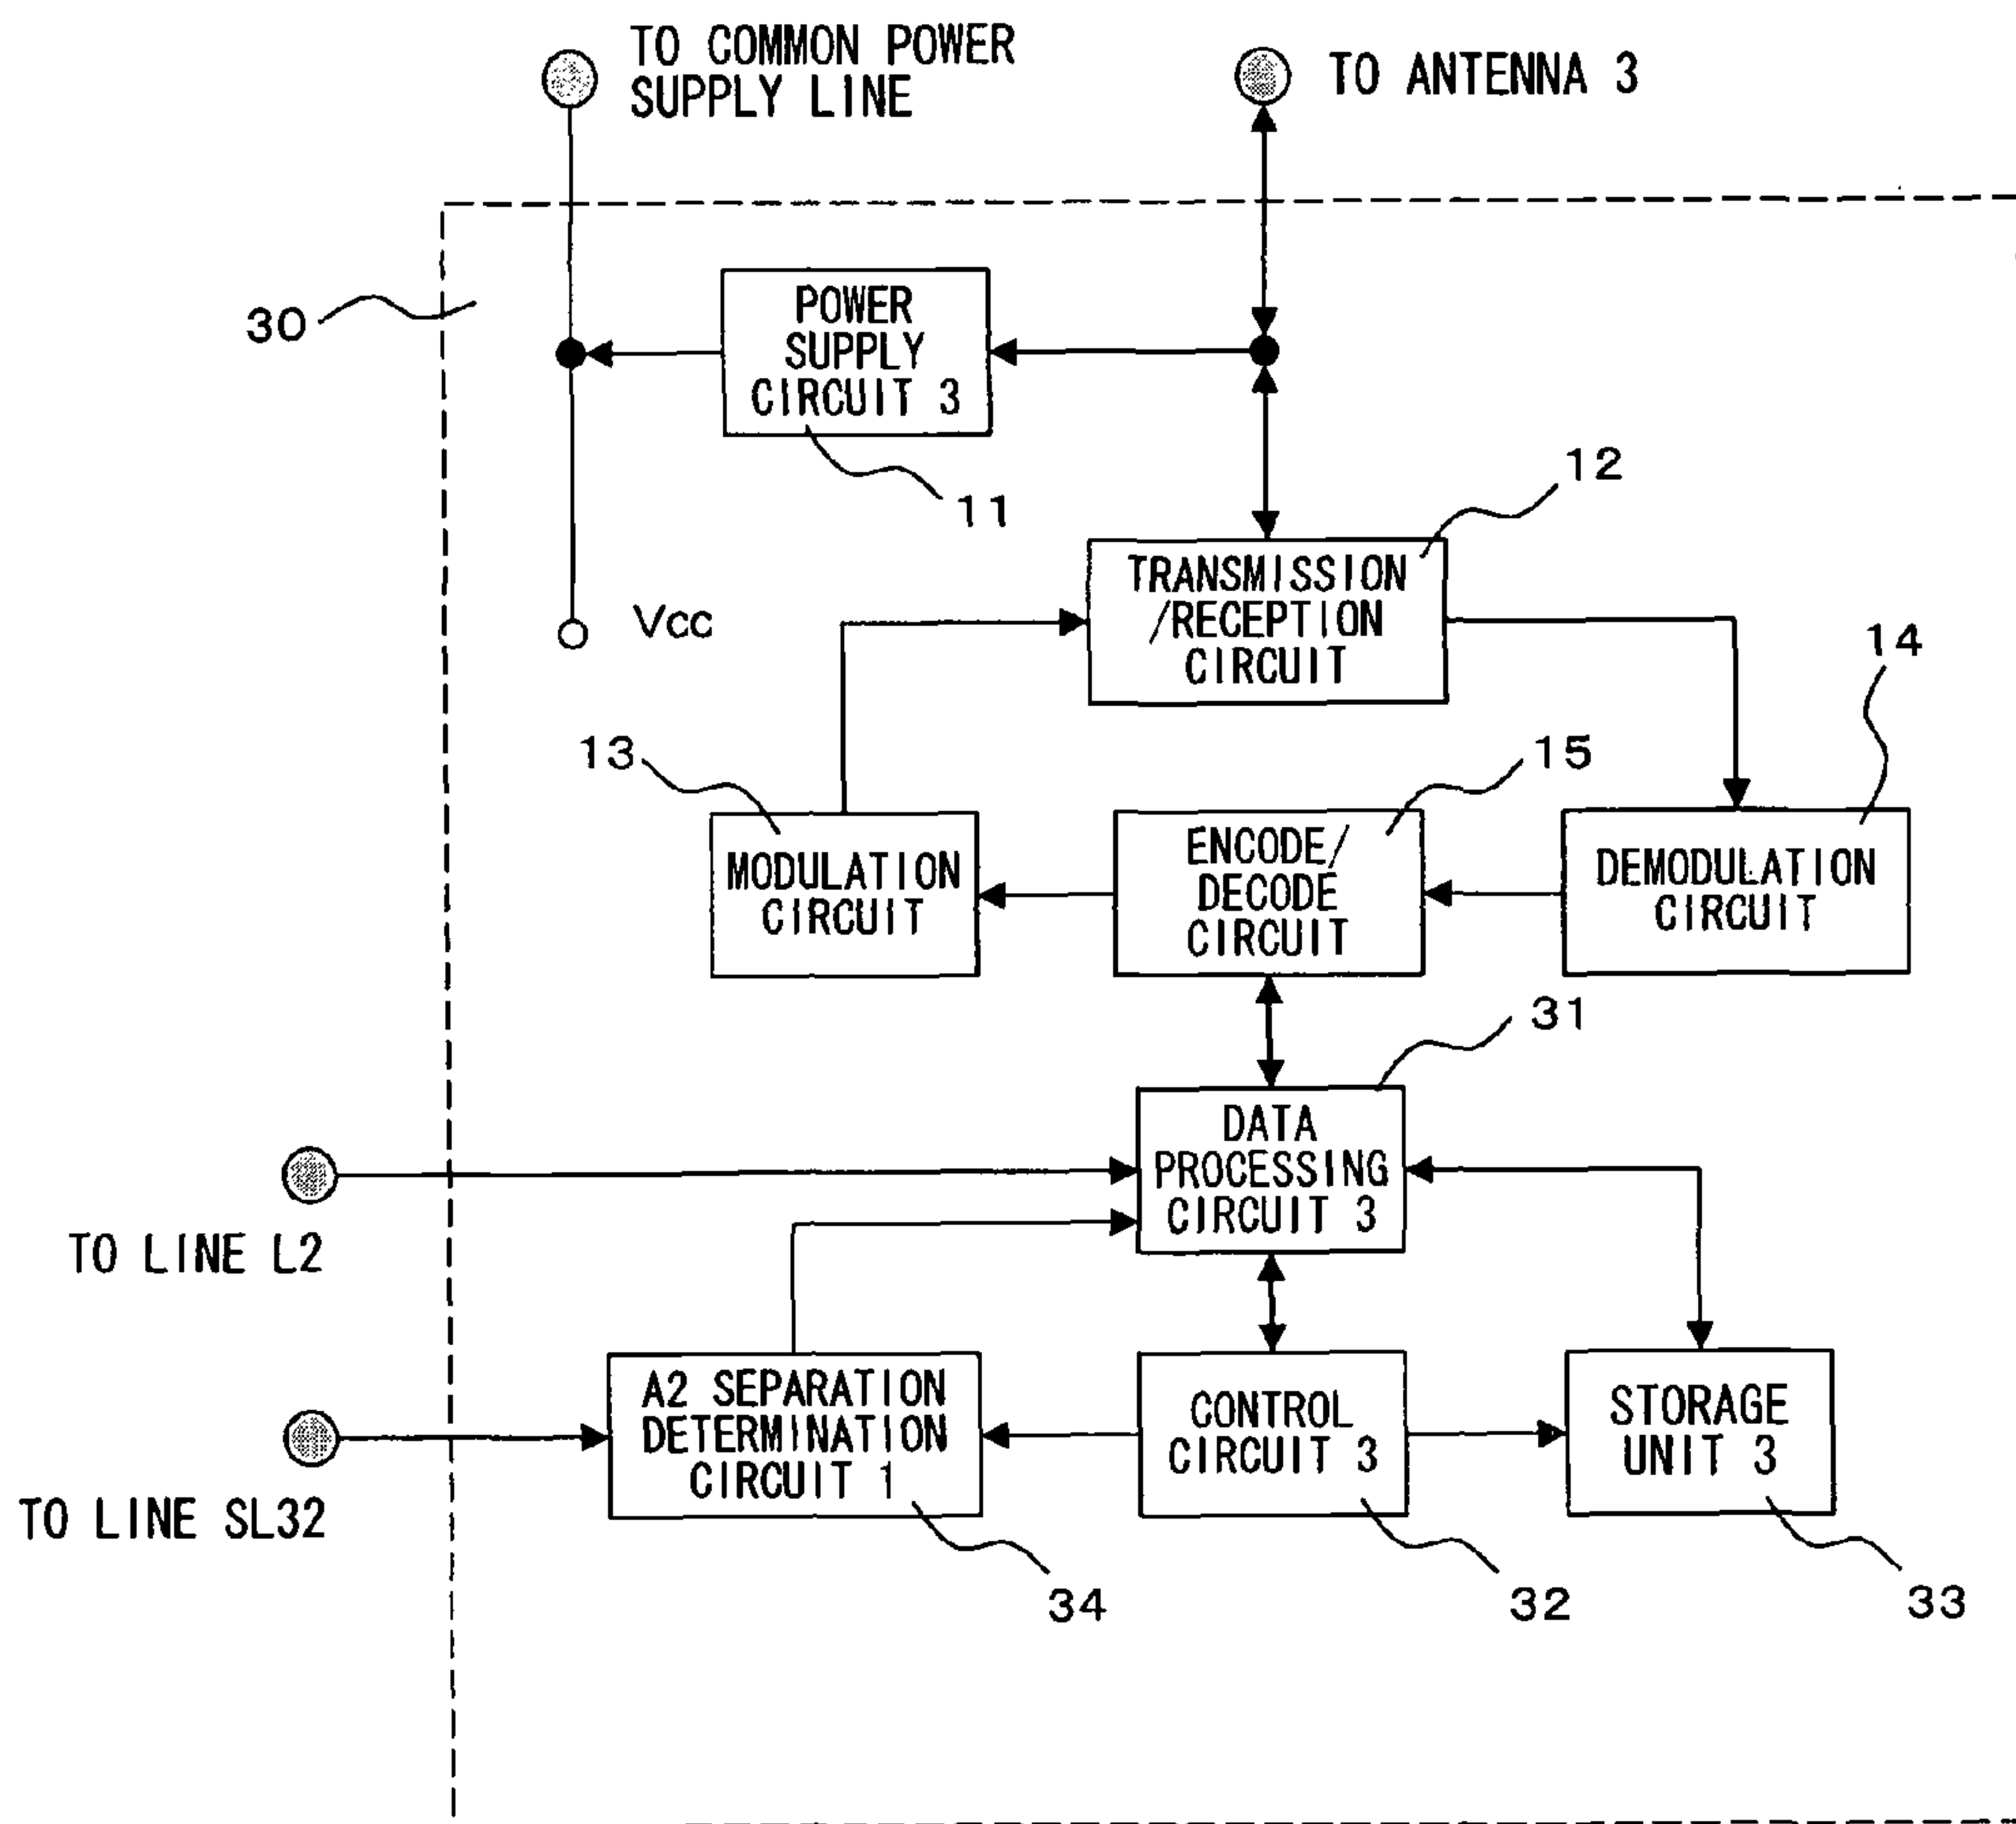 TO COMMON POWER
SUPPLY LINE
TO ANTENNA 3
30
POWER
SUPPLY
CIRCUIT 3
11
12
TRANSMISSION
/RECEPTION
CIRCUIT
Vcc
14
13
15
MODULATION
CIRCUIT
ENCODE/
DECODE
CIRCUIT
DEMODULATION
CIRCUIT
31
DATA
PROCESSING
CIRCUIT 3
TO LINE L2
A2 SEPARATION
DETERMINATION
CIRCUIT 1
CONTROL
CIRCUIT 3
STORAGE
UNIT 3
TO LINE SL32
34
32
33